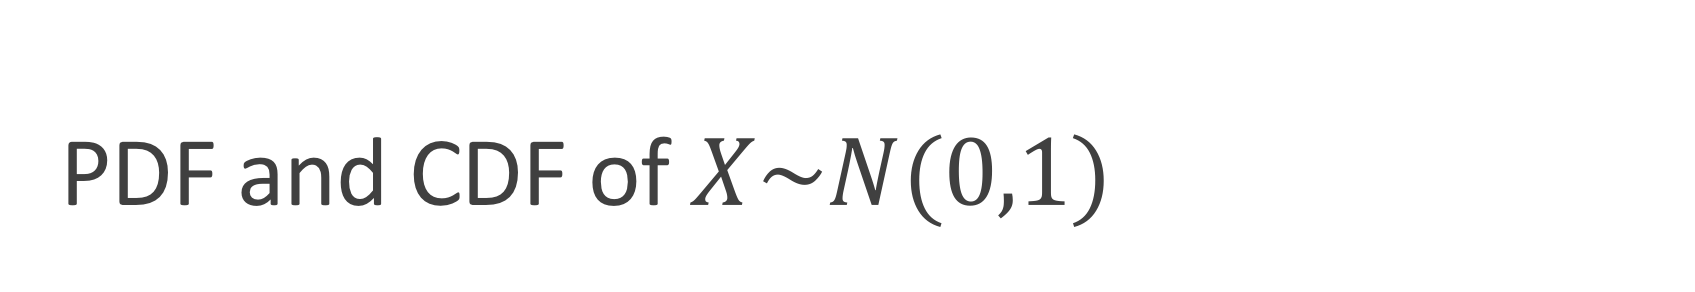 PDF and CDF of X~N(0,1)